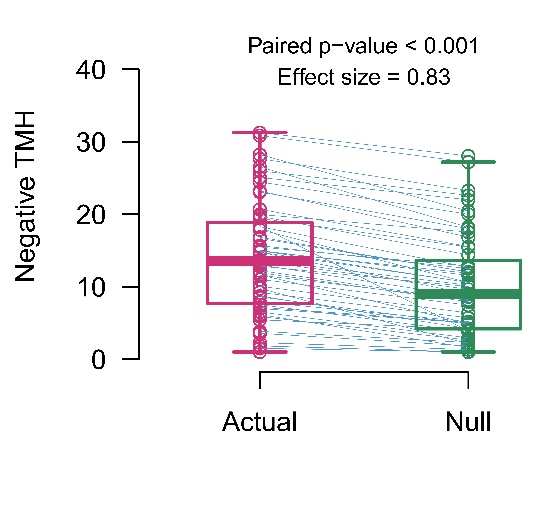 Paired p−value < 0.001
Effect size = 0.83
Negative TMH
40
30
20
10
0
Actual
Null